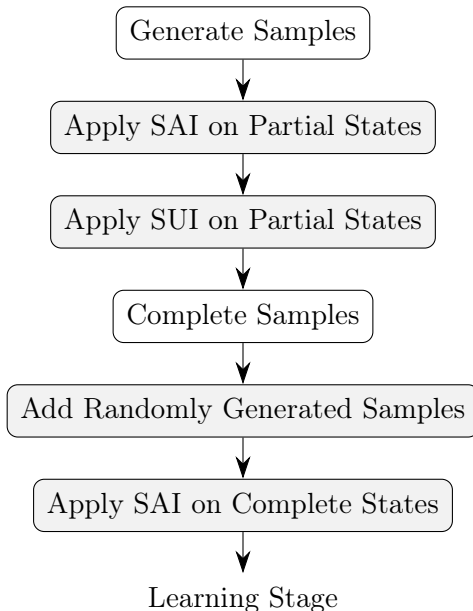 Generate Samples
Apply SAI on Partial States
Apply SUI on Partial States
Complete Samples
Add Randomly Generated Samples
Apply SAI on Complete States
Learning Stage